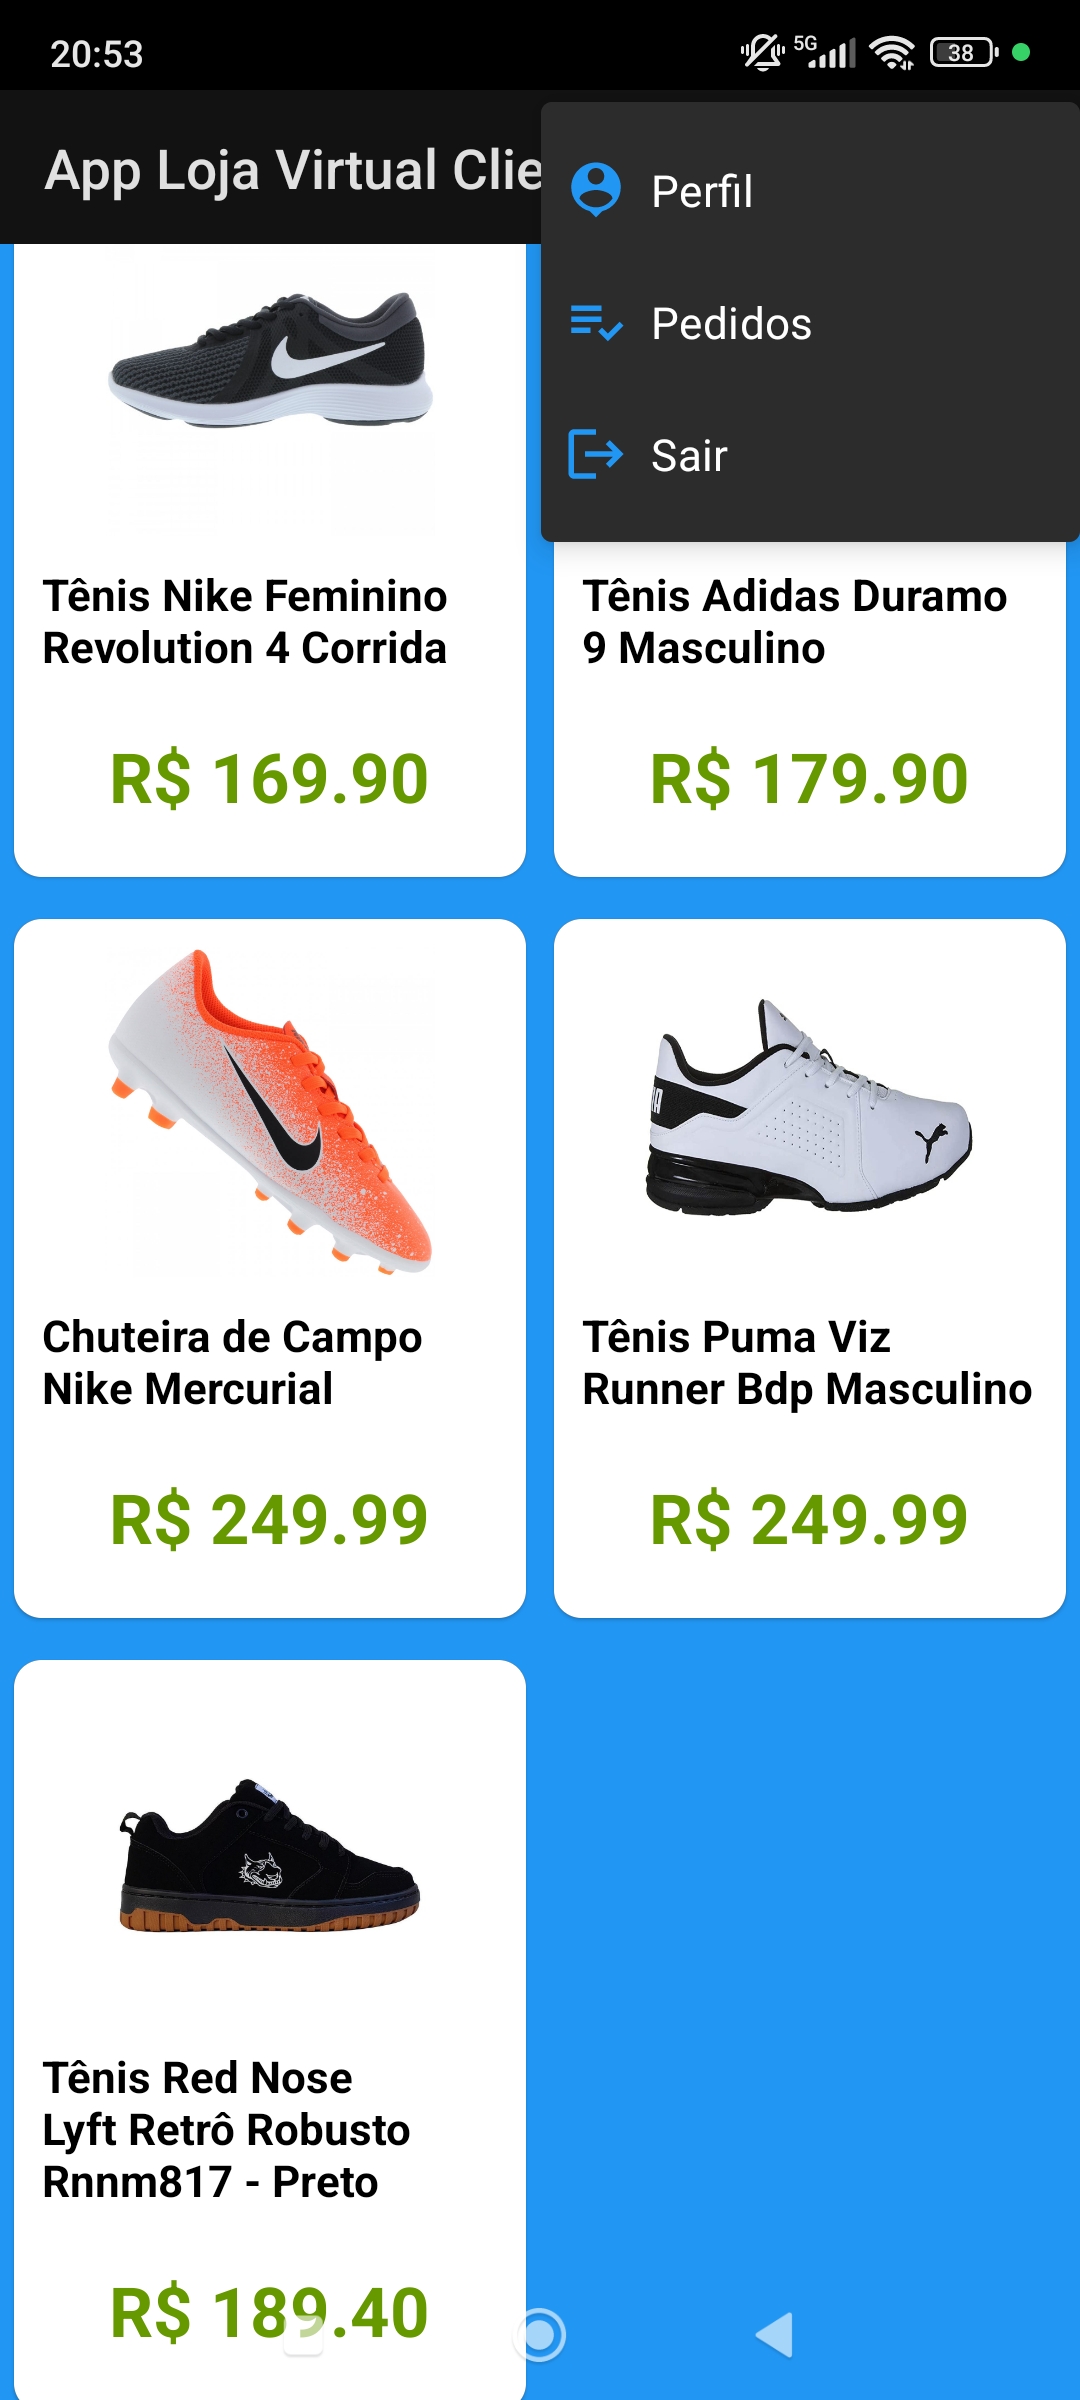 20:53
5G
38
App Loja Virtual Clie
Perfil
Pedidos
Sair
Tênis Nike Feminino
Revolution 4 Corrida
R$ 169.90
Tênis Adidas Duramo
9 Masculino
R$ 179.90
Chuteira de Campo
Nike Mercurial
R$ 249.99
Tênis Puma Viz
Runner Bdp Masculino
R$ 249.99
Tênis Red Nose
Lyft Retrô Robusto
Rnnm817 - Preto
R$ 189.40